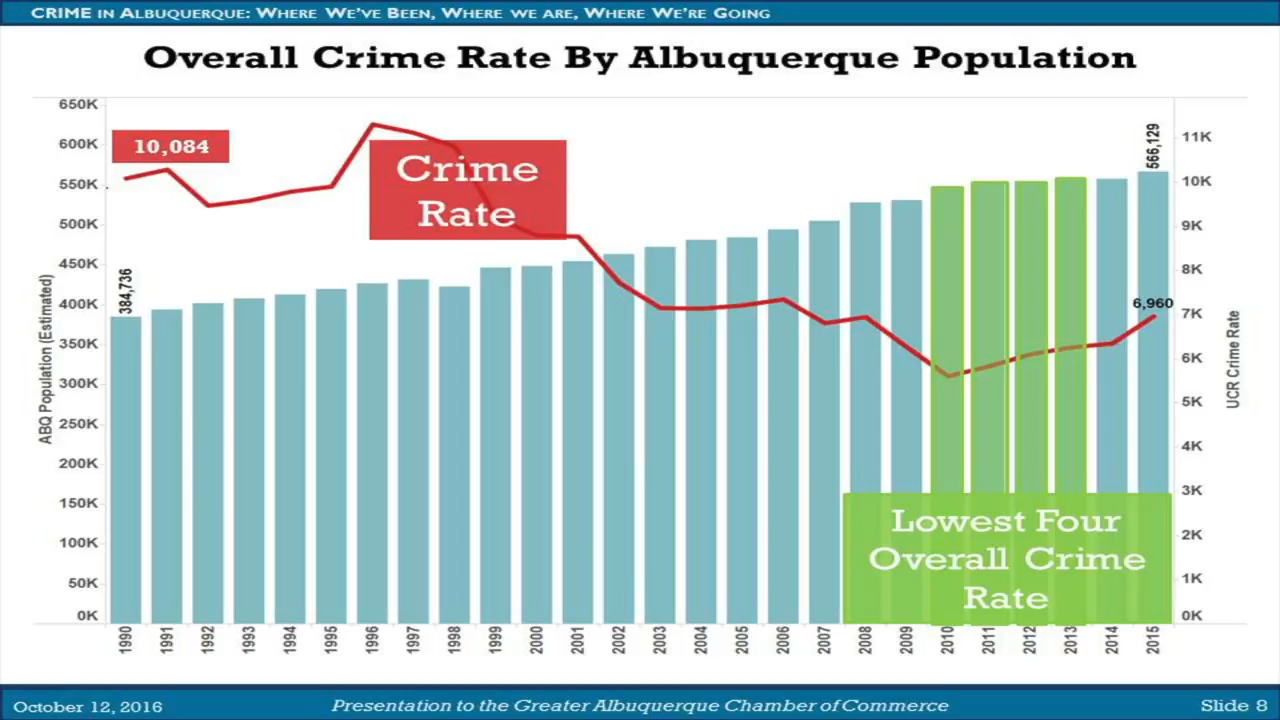 CRIME IN ALBUQUERQUE: WHERE WE'VE BEEN, WHERE WE ARE, WHERE WE'RE GOING
Overall Crime Rate By Albuquerque Population
650K
600K
550K
500K
450K
400K
350K
300K
250K
200K
150K
100K
50K
0K
ABQ Population (Estimated)
10,084
384,736
Crime
Rate
566,129
6,960
Lowest Four
Overall Crime
Rate
11K
10K
9K
8K
7K
6K
5K
4K
3K
2K
1K
0K
UCR Crime Rate
1990 1991 1992 1993 1994 1995 1996 1997 1998 1999 2000 2001 2002 2003 2004 2005 2006 2007 2008 2009 2010 2011 2012 2013 2014 2015
October 12, 2016 Presentation to the Greater Albuquerque Chamber of Commerce Slide 8